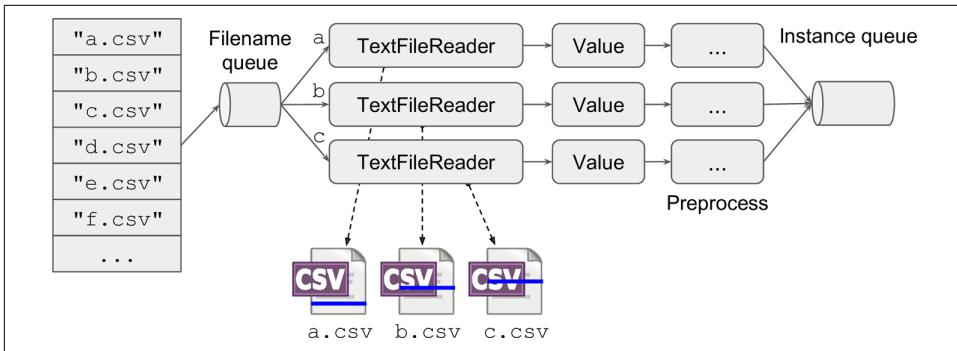 "a.csv"
"b.csv"
"c.csv"
"d.csv"
"e.csv"
"f.csv"
...
Filename
queue
a
TextFileReader
Value
...
b
TextFileReader
Value
...
c
TextFileReader
Value
...
Preprocess
Instance queue
CSV
CSV
CSV
a.csv
b.csv
c.csv